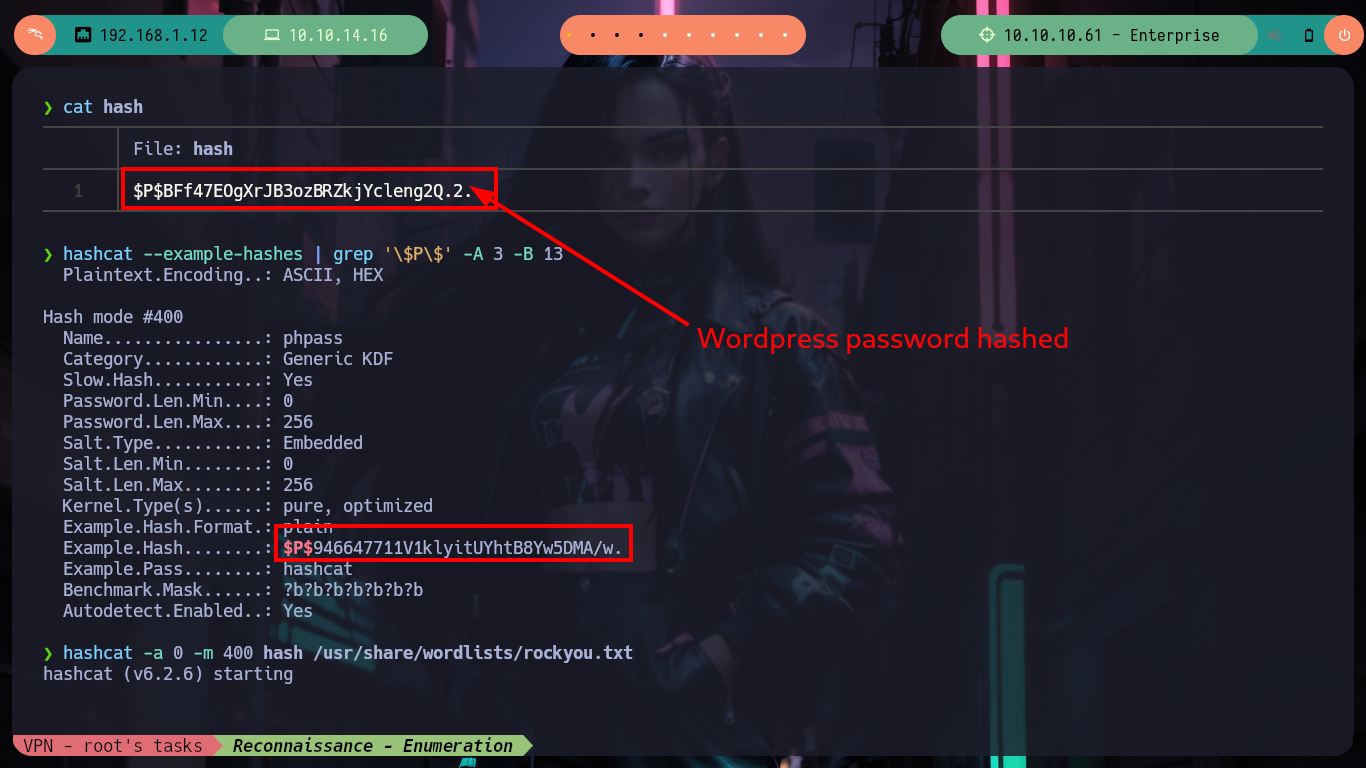 192.168.1.12 10.10.14.16 10.10.10.61 - Enterprise
❯ cat hash
File: hash
1 $P$BFf47EOgXrJB3ozBRZkjYcleng2Q.2.
❯ hashcat --example-hashes | grep '\$P\$' -A 3 -B 13
Plaintext.Encoding..: ASCII, HEX
Hash mode #400
Name................: phpass
Wordpress password hashed
Category............: Generic KDF
Slow.Hash...........: Yes
Password.Len.Min....: 0
Password.Len.Max....: 256
Salt.Type...........: Embedded
Salt.Len.Min........: 0
Salt.Len.Max........: 256
Kernel.Type(s)......: pure, optimized
Example.Hash.Format.: plain
Example.Hash........: $P$946647711V1klyitUYhtB8Yw5DMA/w.
Example.Pass........: hashcat
Benchmark.Mask......: ?b?b?b?b?b?b?b
Autodetect.Enabled..: Yes
❯ hashcat -a 0 -m 400 hash /usr/share/wordlists/rockyou.txt
hashcat (v6.2.6) starting
VPN - root's tasks Reconnaissance - Enumeration